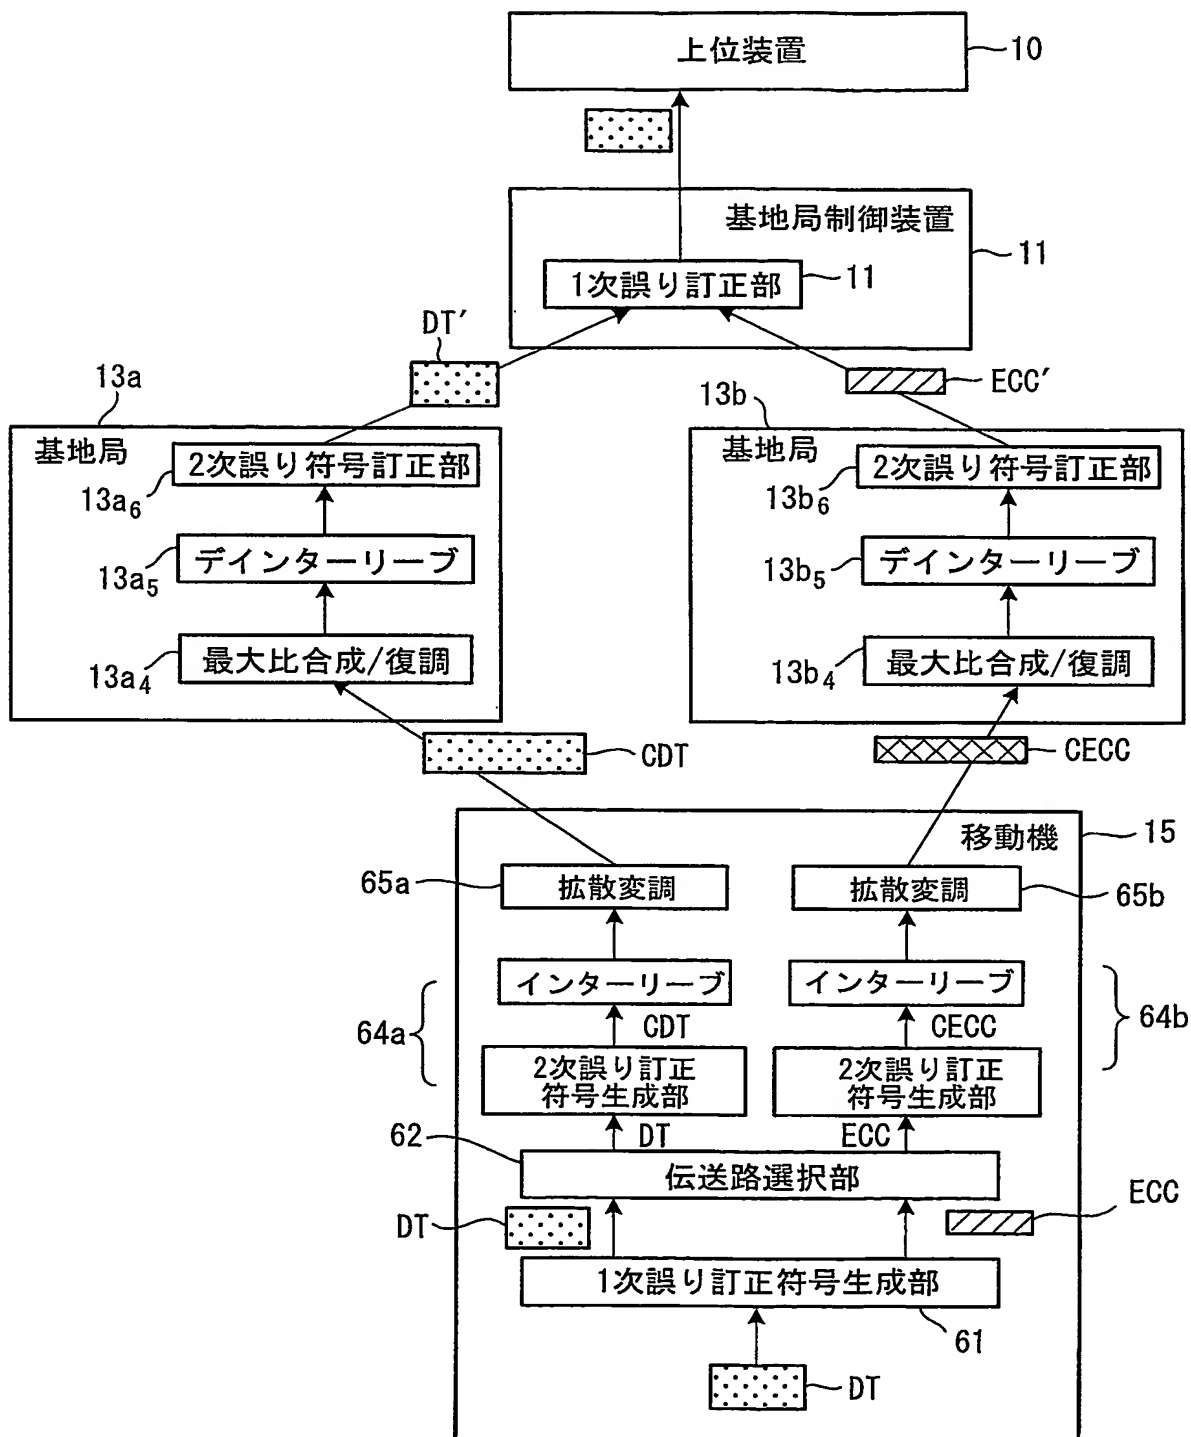 上位装置
10
基地局制御装置
11
1次誤り訂正部
11
DT′
ECC′
13a
13b
基地局
2次誤り符号訂正部
13a6
デインターリーブ
13a5
最大比合成/復調
13a4
基地局
2次誤り符号訂正部
13b6
デインターリーブ
13b5
最大比合成/復調
13b4
CDT
CECC
移動機
15
65a
拡散変調
拡散変調
65b
インターリーブ
インターリーブ
64a
CDT
CECC
64b
2次誤り訂正
符号生成部
2次誤り訂正
符号生成部
62
DT
ECC
伝送路選択部
DT
ECC
1次誤り訂正符号生成部
61
DT